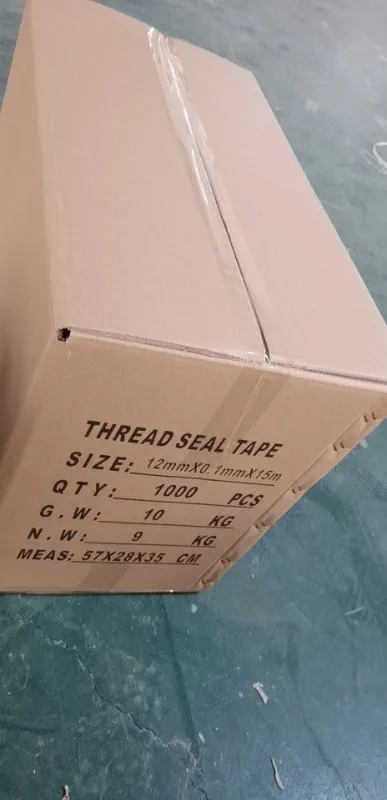 THREAD SEAL TAPE
SIZE: 12mmX0.1mmX15m
QTY: 1000 PCS
G.W: 10 KG
N.W: 9 KG
MEAS: 57X28X35 CM